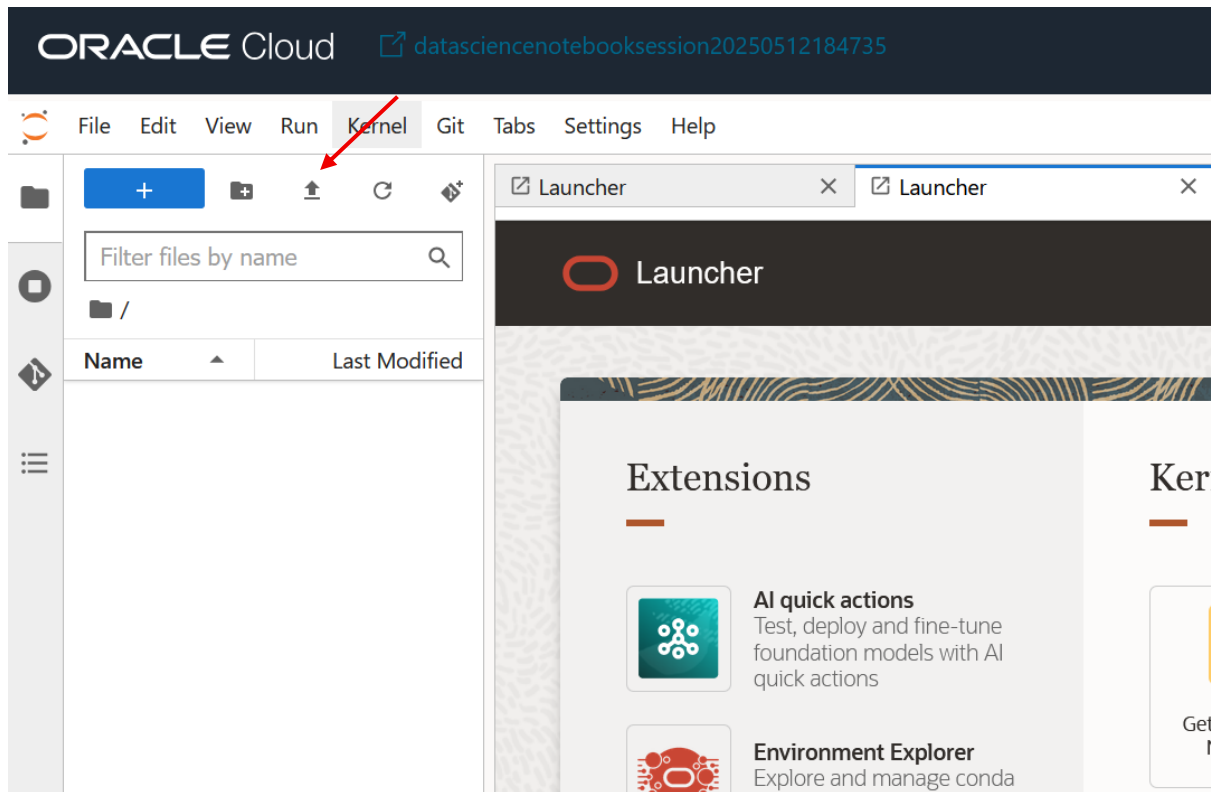 ORACLE Cloud datasciencenotebooksession20250512184735
File Edit View Run Kernel Git Tabs Settings Help
+
Launcher Launcher
Filter files by name
Launcher
/
Name Last Modified
Extensions
AI quick actions
Test, deploy and fine-tune
foundation models with AI
quick actions
Environment Explorer
Explore and manage conda
Ker
Get